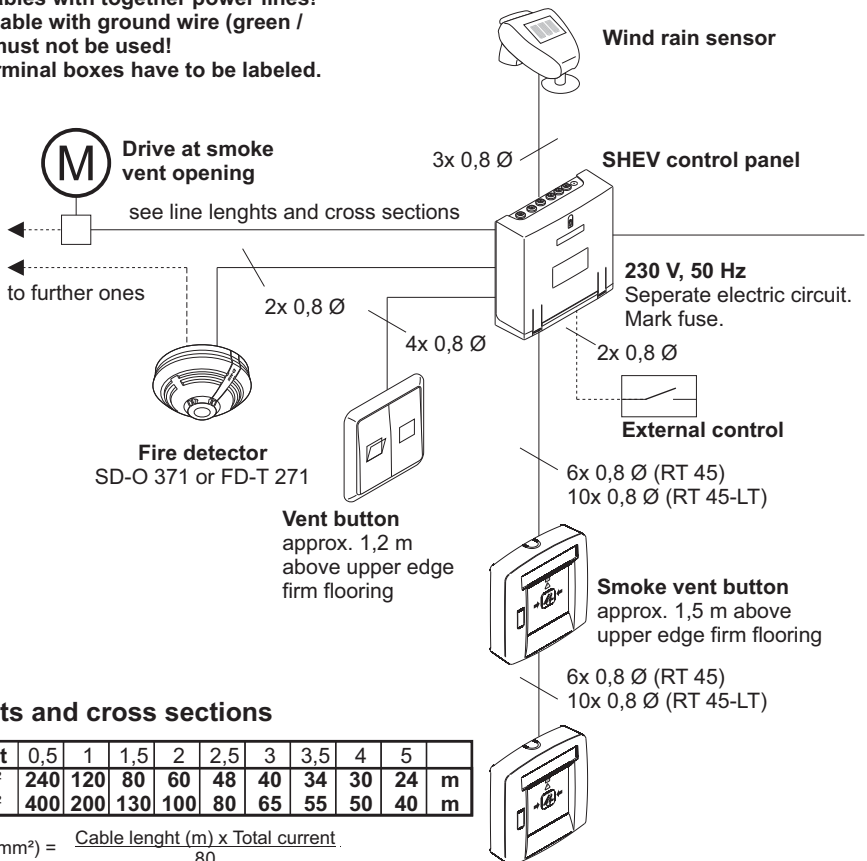 with together power lines!
with ground wire (green /
must not be used!
boxes have to be labeled.
Wind rain sensor
3x 0,8 Ø
SHEV control panel
M
Drive at smoke
vent opening
see line lenghts and cross sections
to further ones
2x 0,8 Ø
4x 0,8 Ø
230 V, 50 Hz
Seperate electric circuit.
Mark fuse.
2x 0,8 Ø
External control
Fire detector
SD-O 371 or FD-T 271
Vent button
approx. 1,2 m
above upper edge
firm flooring
6x 0,8 Ø (RT 45)
10x 0,8 Ø (RT 45-LT)
Smoke vent button
approx. 1,5 m above
upper edge firm flooring
6x 0,8 Ø (RT 45)
10x 0,8 Ø (RT 45-LT)
and cross sections
0,5 1 1,5 2 2,5 3 3,5 4 5
240 120 80 60 48 40 34 30 24 m
400 200 130 100 80 65 55 50 40 m
mm²) = Cable lenght (m) x Total current
80